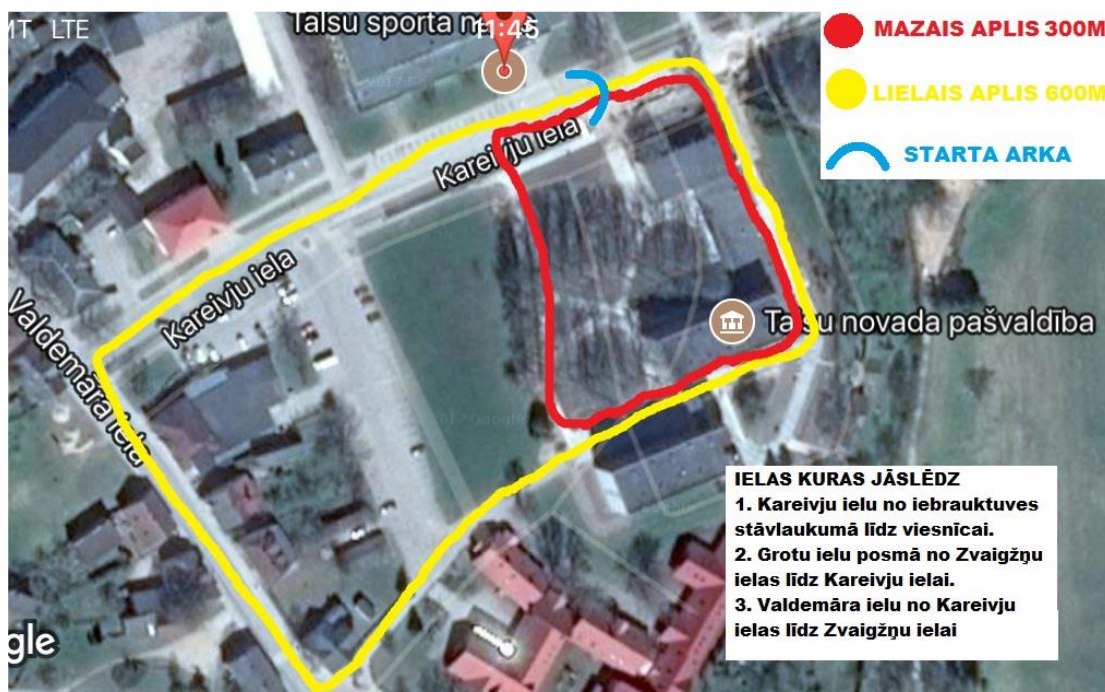 MT LTE
11:45
Talsu sporta n
Kareivju iela
Kareivju iela
Valdemāra iela
Talsu novada pašvaldība
gle
MAZAIS APLIS 300M
LIELAIS APLIS 600M
STARTA ARKA
IELAS KURAS JĀSLĒDZ
1. Kareivju ielu no iebrauktuves
stāvlaukumā līdz viesnīcai.
2. Grotu ielu posmā no Zvaigžņu
ielas līdz Kareivju ielai.
3. Valdemāra ielu no Kareivju
ielas līdz Zvaigžņu ielai